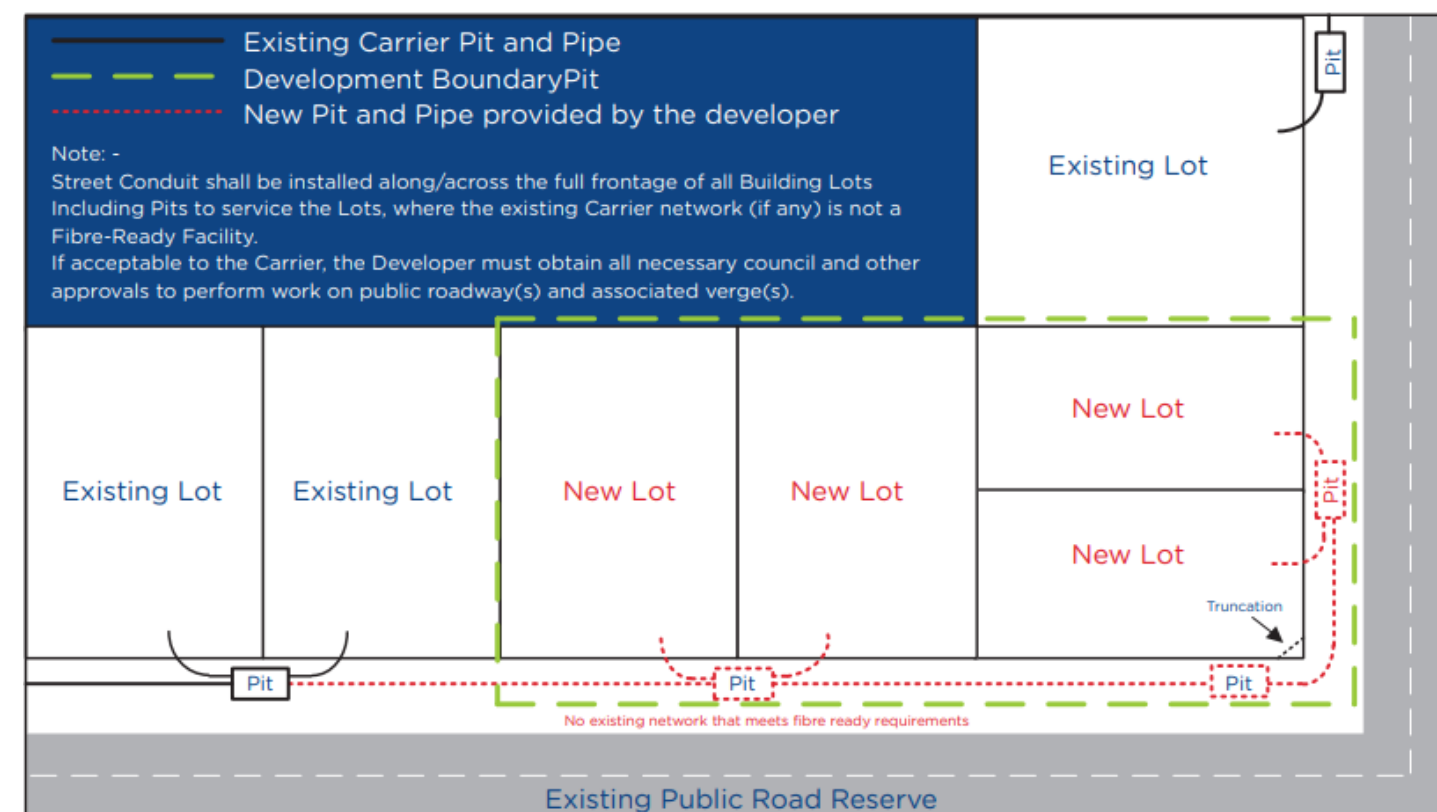 Existing Carrier Pit and Pipe
Development BoundaryPit
New Pit and Pipe provided by the developer
Note: -
Street Conduit shall be installed along/across the full frontage of all Building Lots
Including Pits to service the Lots, where the existing Carrier network (if any) is not a
Fibre-Ready Facility.
If acceptable to the Carrier, the Developer must obtain all necessary council and other
approvals to perform work on public roadway(s) and associated verge(s).
Pit
Existing Lot
New Lot
Existing Lot
Existing Lot
New Lot
New Lot
Pit
New Lot
Truncation
Pit
Pit
Pit
No existing network that meets fibre ready requirements
Existing Public Road Reserve